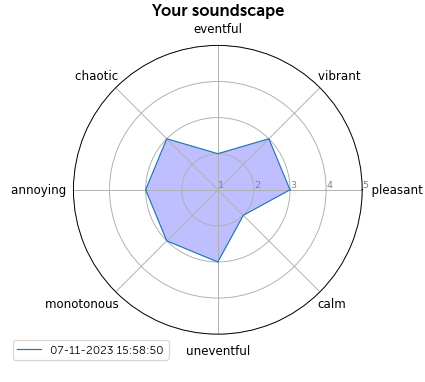 Your soundscape
eventful
chaotic vibrant
annoying 1 2 3 4 5 pleasant
monotonous calm
07-11-2023 15:58:50 uneventful